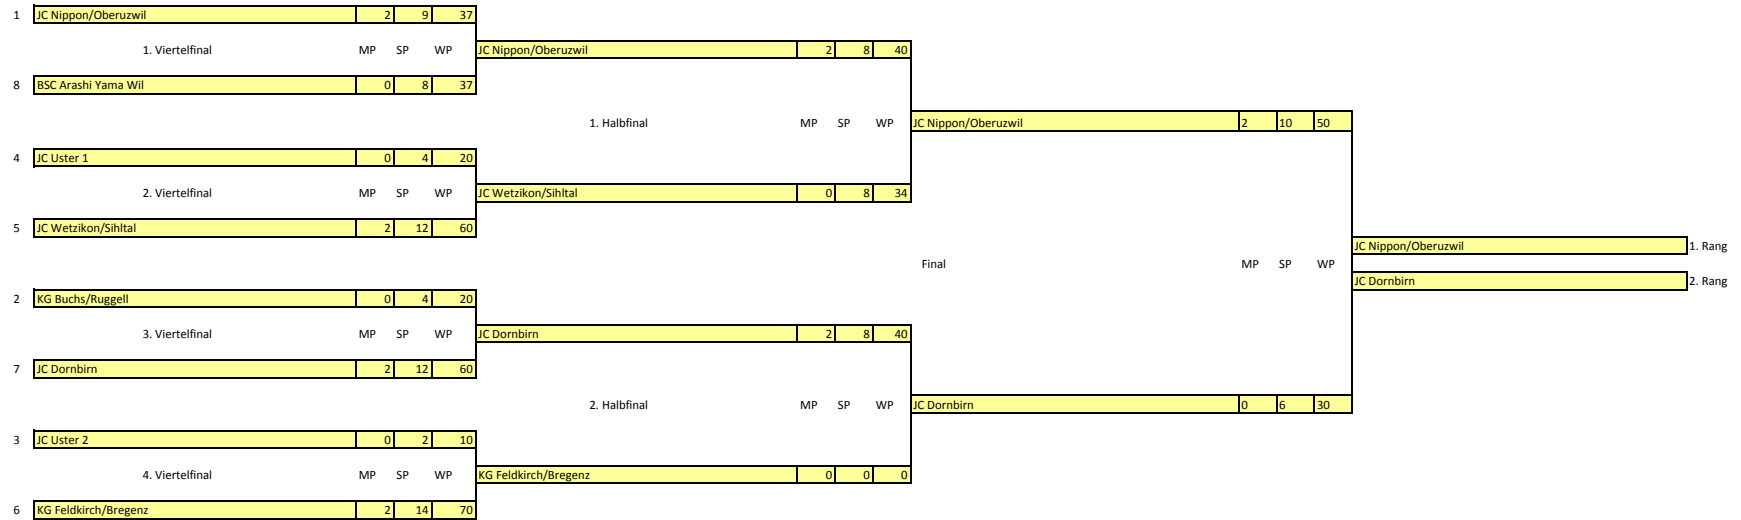 1 JC Nippon/Oberuzwil 2 9 37
1. Viertelfinal MP SP WP JC Nippon/Oberuzwil 2 8 40
8 BSC Arashi Yama Wil 0 8 37
1. Halbfinal MP SP WP JC Nippon/Oberuzwil 2 10 50
4 JC Uster 1 0 4 20
2. Viertelfinal MP SP WP JC Wetzikon/Sihltal 0 8 34
5 JC Wetzikon/Sihltal 2 12 60
JC Nippon/Oberuzwil 1. Rang
Final MP SP WP
JC Dornbirn 2. Rang
2 KG Buchs/Ruggell 0 4 20
3. Viertelfinal MP SP WP JC Dornbirn 2 8 40
7 JC Dornbirn 2 12 60
2. Halbfinal MP SP WP JC Dornbirn 0 6 30
3 JC Uster 2 0 2 10
4. Viertelfinal MP SP WP KG Feldkirch/Bregenz 0 0 0
6 KG Feldkirch/Bregenz 2 14 70